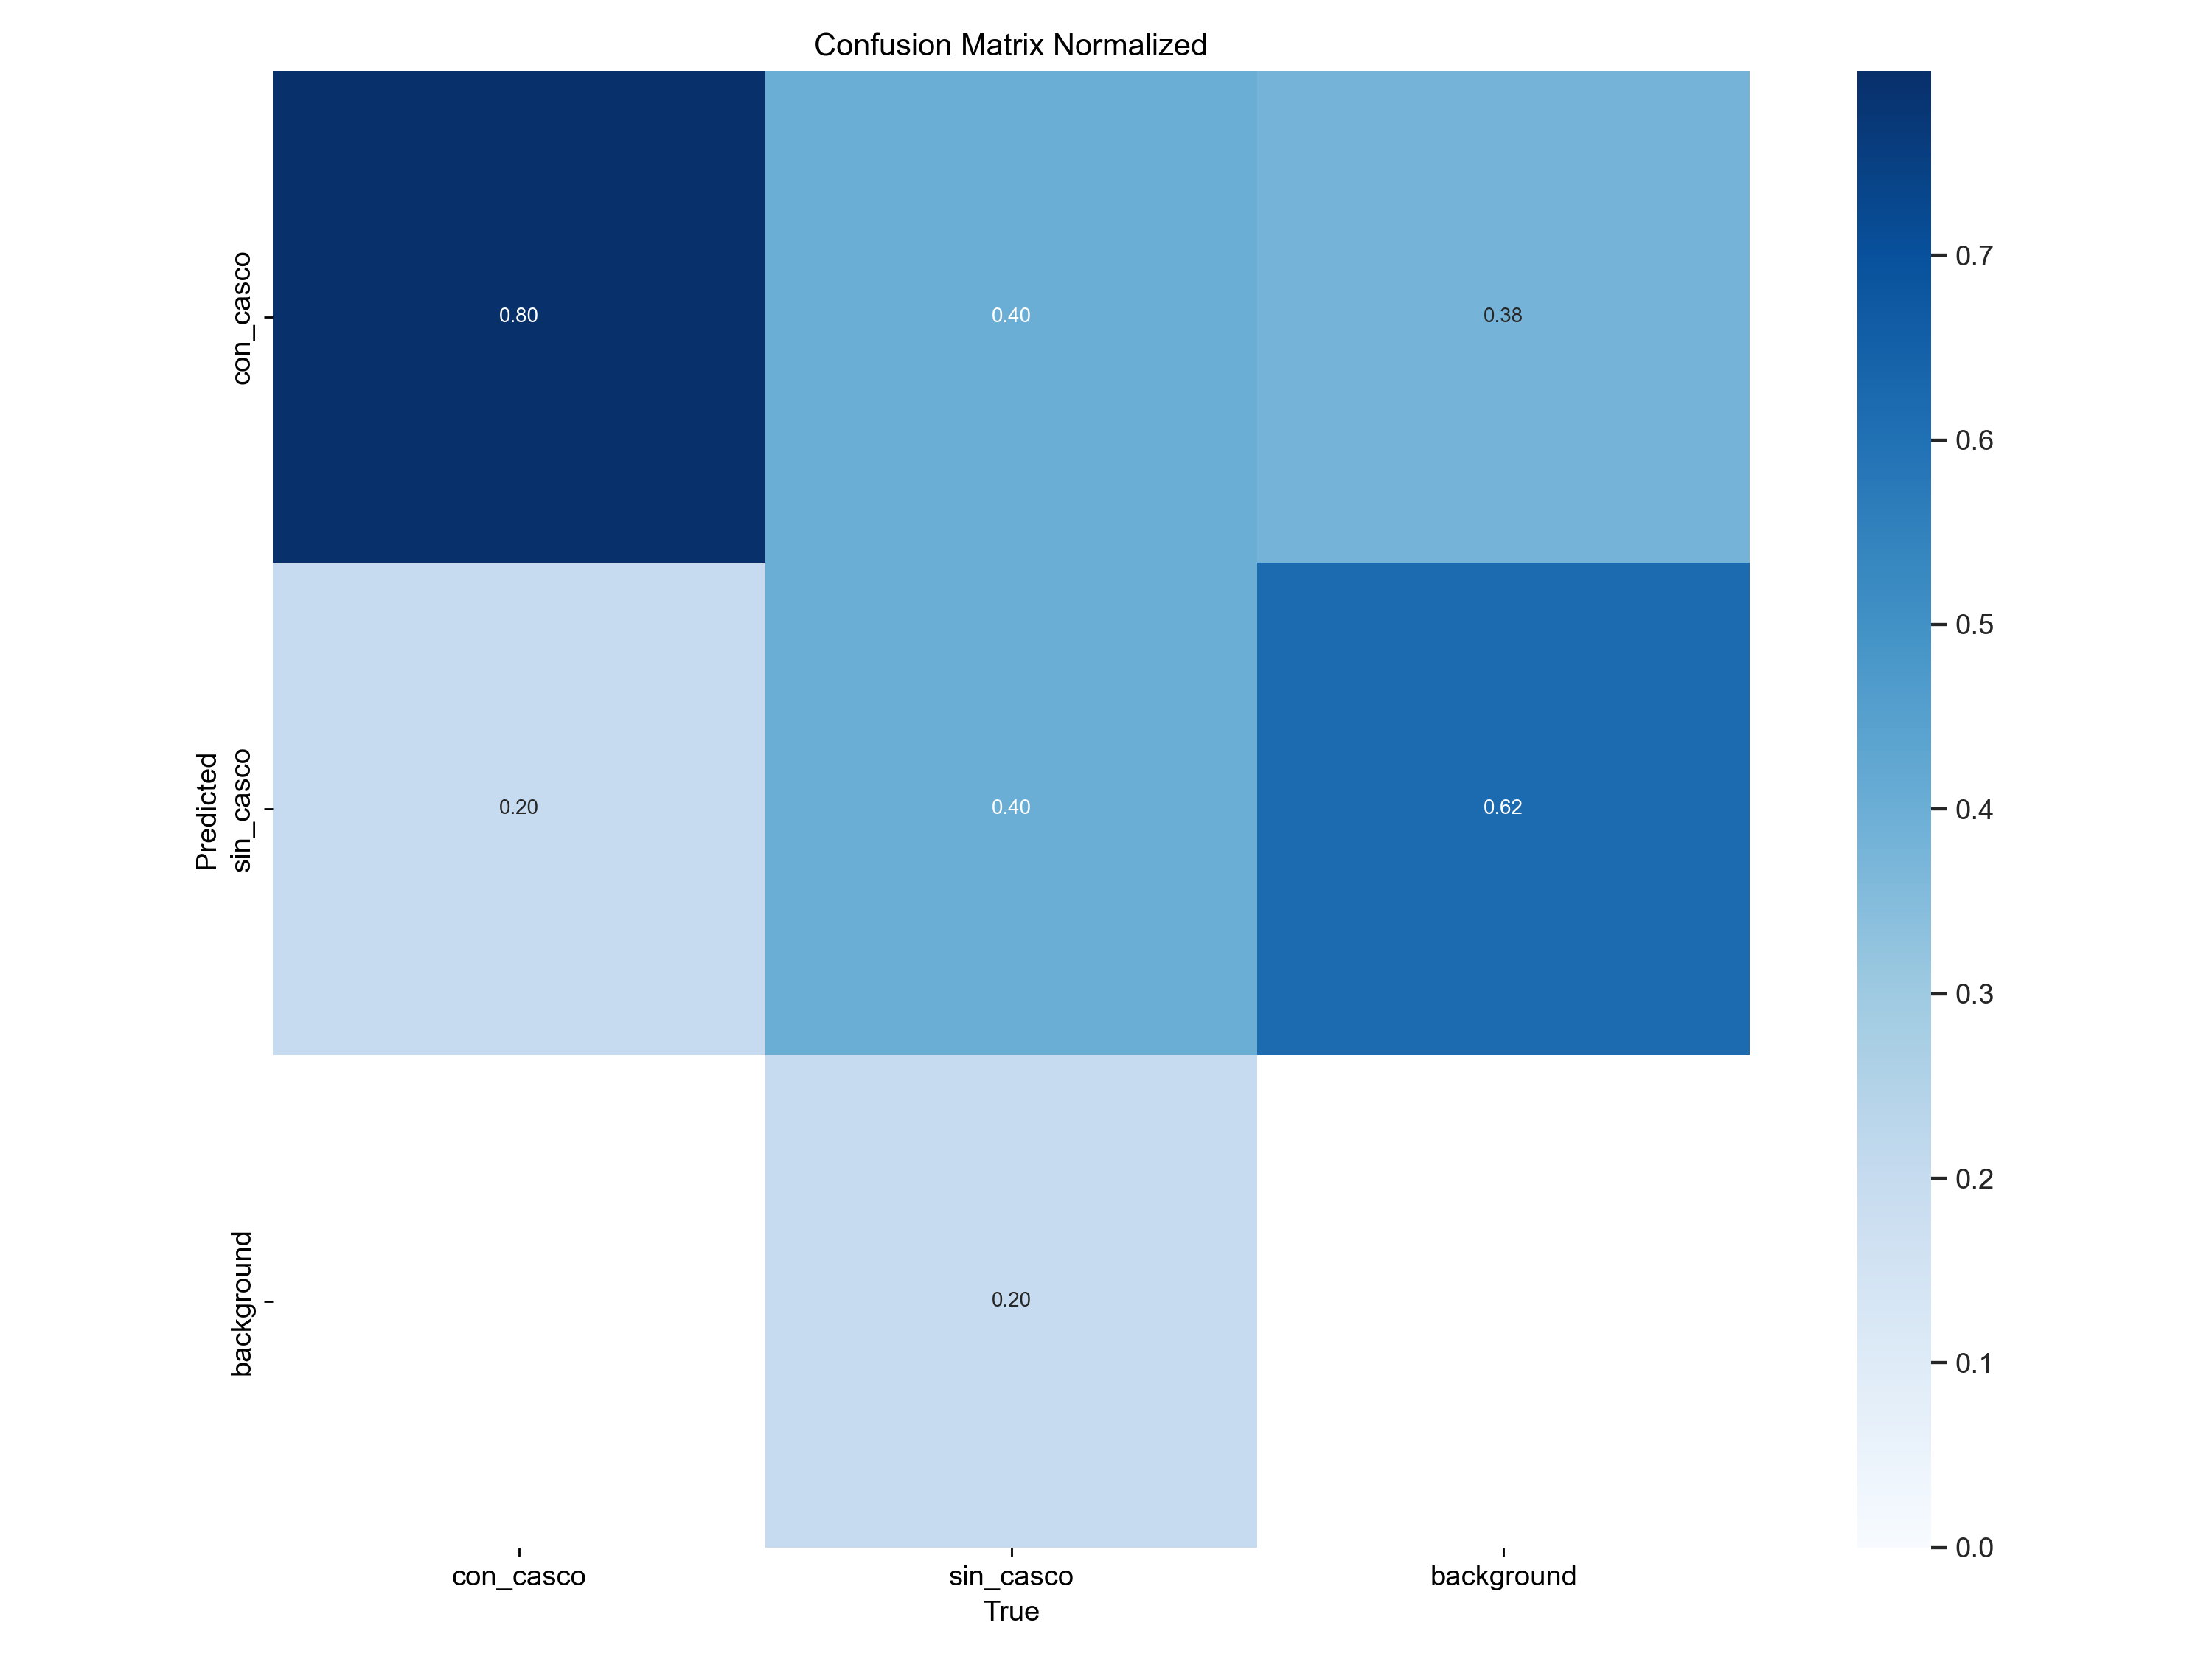 Confusion Matrix Normalized
con_casco
0.80
0.40
0.38
0.7
0.6
0.5
Predicted
sin_casco
0.20
0.40
0.62
0.4
0.3
background
0.20
0.2
0.1
0.0
con_casco
sin_casco
background
True